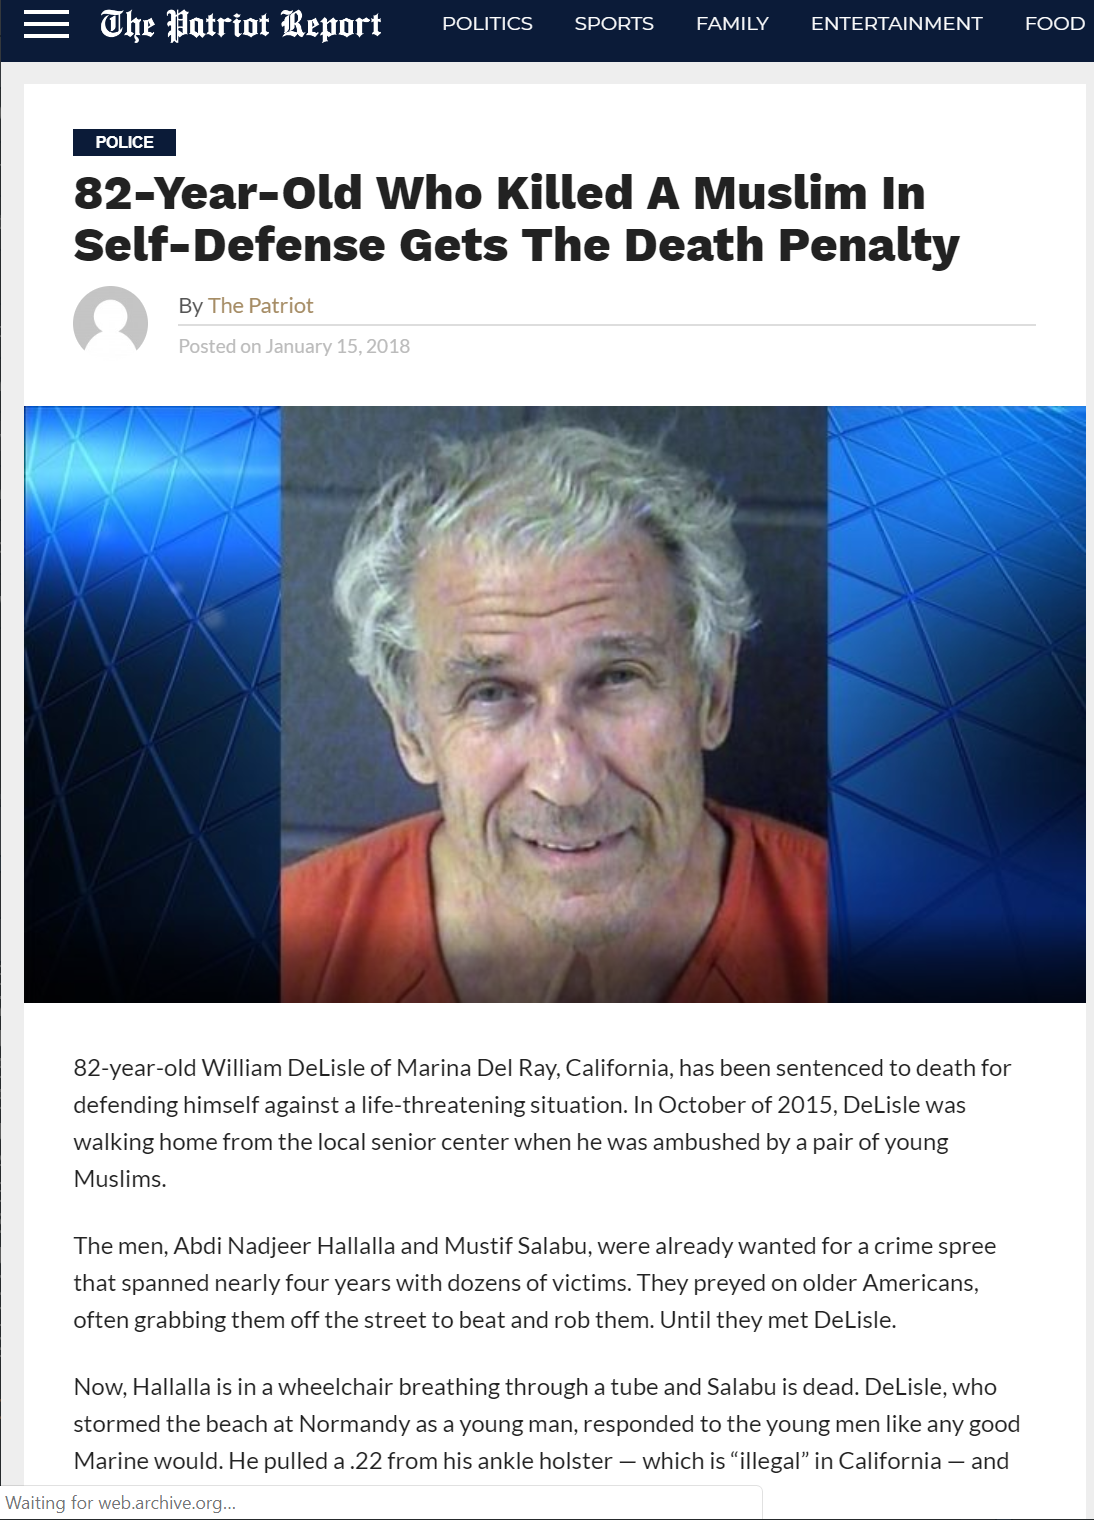 The Patriot Report
POLITICS SPORTS FAMILY ENTERTAINMENT FOOD
POLICE
82-Year-Old Who Killed A Muslim In
Self-Defense Gets The Death Penalty
By The Patriot
Posted on January 15, 2018
82-year-old William DeLisle of Marina Del Ray, California, has been sentenced to death for
defending himself against a life-threatening situation. In October of 2015, DeLisle was
walking home from the local senior center when he was ambushed by a pair of young
Muslims.
The men, Abdi Nadjeer Hallalla and Mustif Salabu, were already wanted for a crime spree
that spanned nearly four years with dozens of victims. They preyed on older Americans,
often grabbing them off the street to beat and rob them. Until they met DeLisle.
Now, Hallalla is in a wheelchair breathing through a tube and Salabu is dead. DeLisle, who
stormed the beach at Normandy as a young man, responded to the young men like any good
Marine would. He pulled a .22 from his ankle holster — which is “illegal” in California — and
Waiting for web.archive.org...